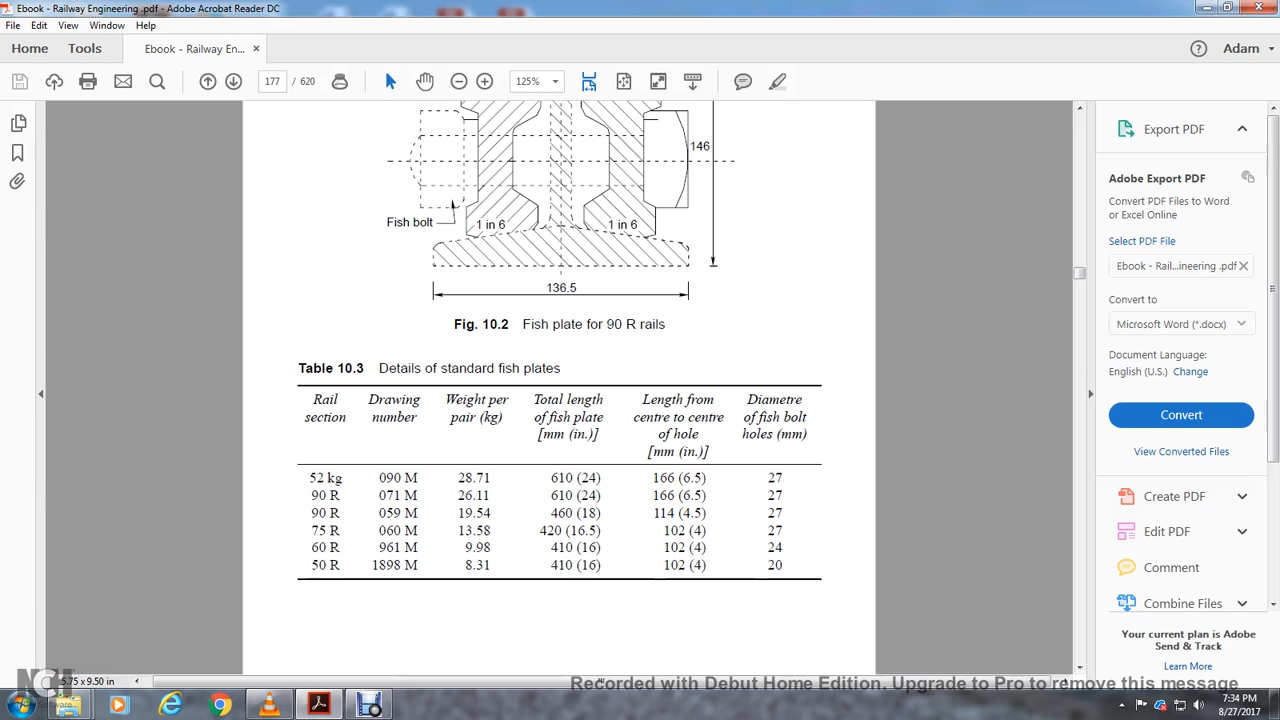 Ebook - Railway Engineering .pdf - Adobe Acrobat Reader DC
File Edit View Window Help
Home Tools Ebook - Railway En... × Adam
177 / 620 125%
146
Fish bolt 1 in 6 1 in 6
136.5
Fig. 10.2 Fish plate for 90 R rails
Table 10.3 Details of standard fish plates
Rail section Drawing number Weight per pair (kg) Total length of fish plate [mm (in.)] Length from centre to centre of hole [mm (in.)] Diametre of fish bolt holes (mm)
52 kg 090 M 28.71 610 (24) 166 (6.5) 27
90 R 071 M 26.11 610 (24) 166 (6.5) 27
90 R 059 M 19.54 460 (18) 114 (4.5) 27
75 R 060 M 13.58 420 (16.5) 102 (4) 27
60 R 961 M 9.98 410 (16) 102 (4) 24
50 R 1898 M 8.31 410 (16) 102 (4) 20
Export PDF
Adobe Export PDF
Convert PDF Files to Word
or Excel Online
Select PDF File
Ebook - Rail...ineering .pdf ×
Convert to
Microsoft Word (*.docx)
Document Language:
English (U.S.) Change
Convert
View Converted Files
Create PDF
Edit PDF
Comment
Combine Files
Your current plan is Adobe
Send & Track
Learn More
5.75 x 9.50 in
NCH Software
Recorded with Debut Home Edition. Upgrade to Pro to remove this message
7:34 PM
8/27/2017